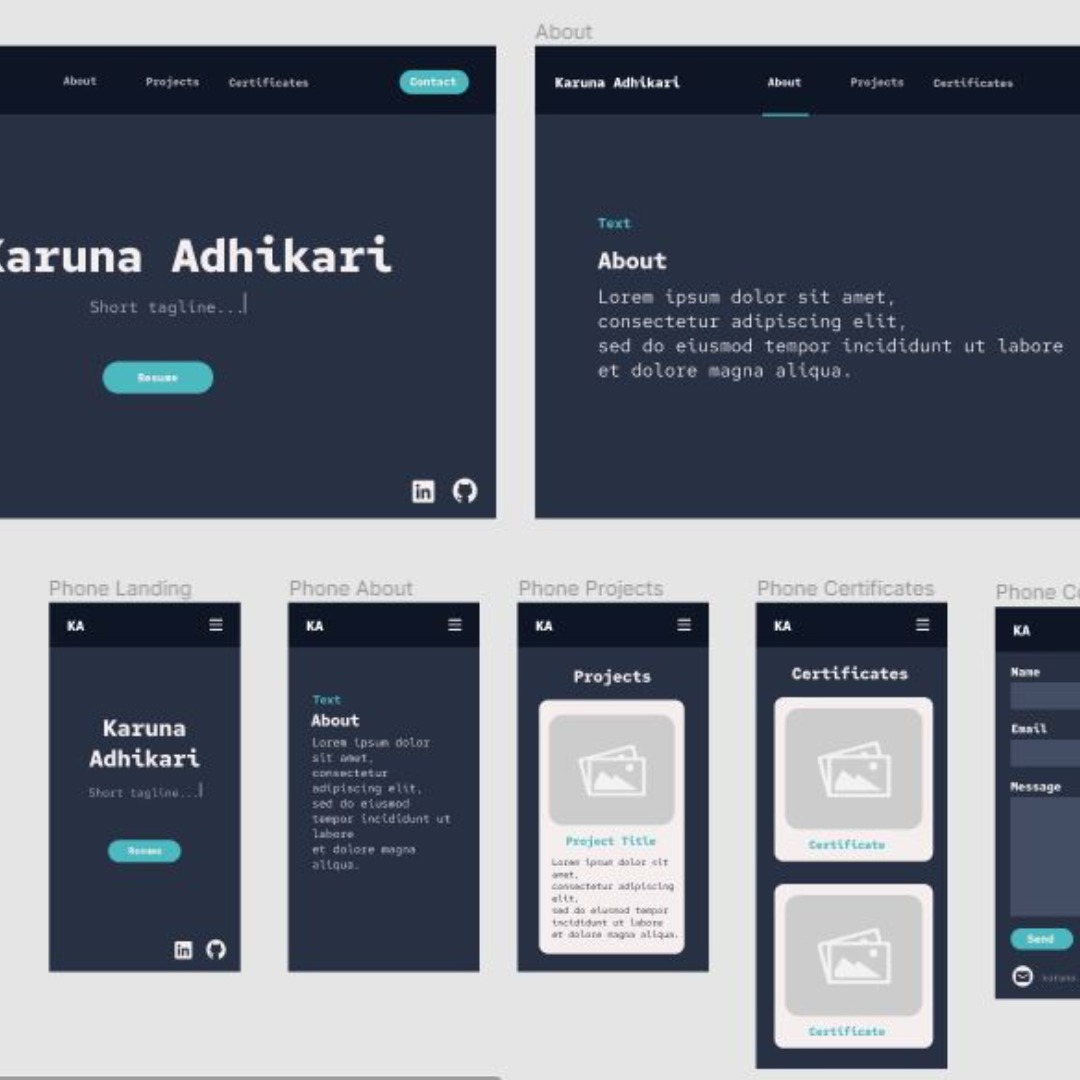 About
About Projects Certificates Contact
Karuna Adhikari About Projects Certificates
Karuna Adhikari
Short tagline...
Resume
in
Text
About
Lorem ipsum dolor sit amet,
consectetur adipiscing elit,
sed do eiusmod tempor incididunt ut labore
et dolore magna aliqua.
Phone Landing
KA
Karuna
Adhikari
Short tagline...
Resume
in
Phone About
KA
Text
About
Lorem ipsum dolor
sit amet,
consectetur
adipiscing elit,
sed do eiusmod
tempor incididunt ut
labore
et dolore magna
aliqua.
Phone Projects
KA
Projects
Project Title
Lorem ipsum dolor sit
amet,
consectetur adipiscing
elit,
sed do eiusmod tempor
incididunt ut labore
et dolore magna aliqua.
Phone Certificates
KA
Certificates
Certificate
Certificate
Phone Co
KA
Name
Email
Message
Send